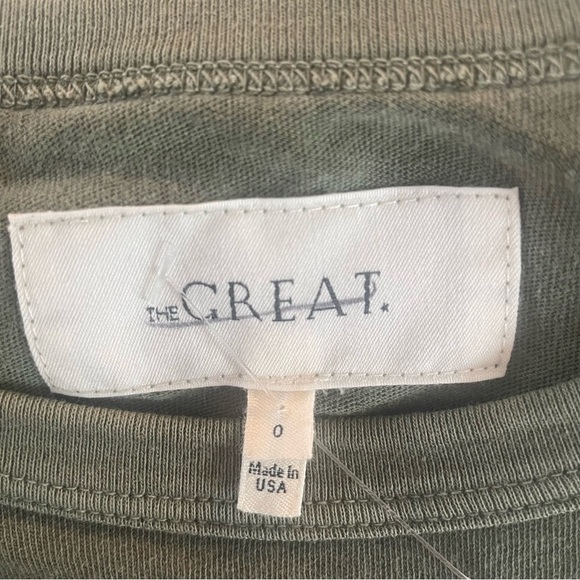 THE GREAT.
0
Made in
USA